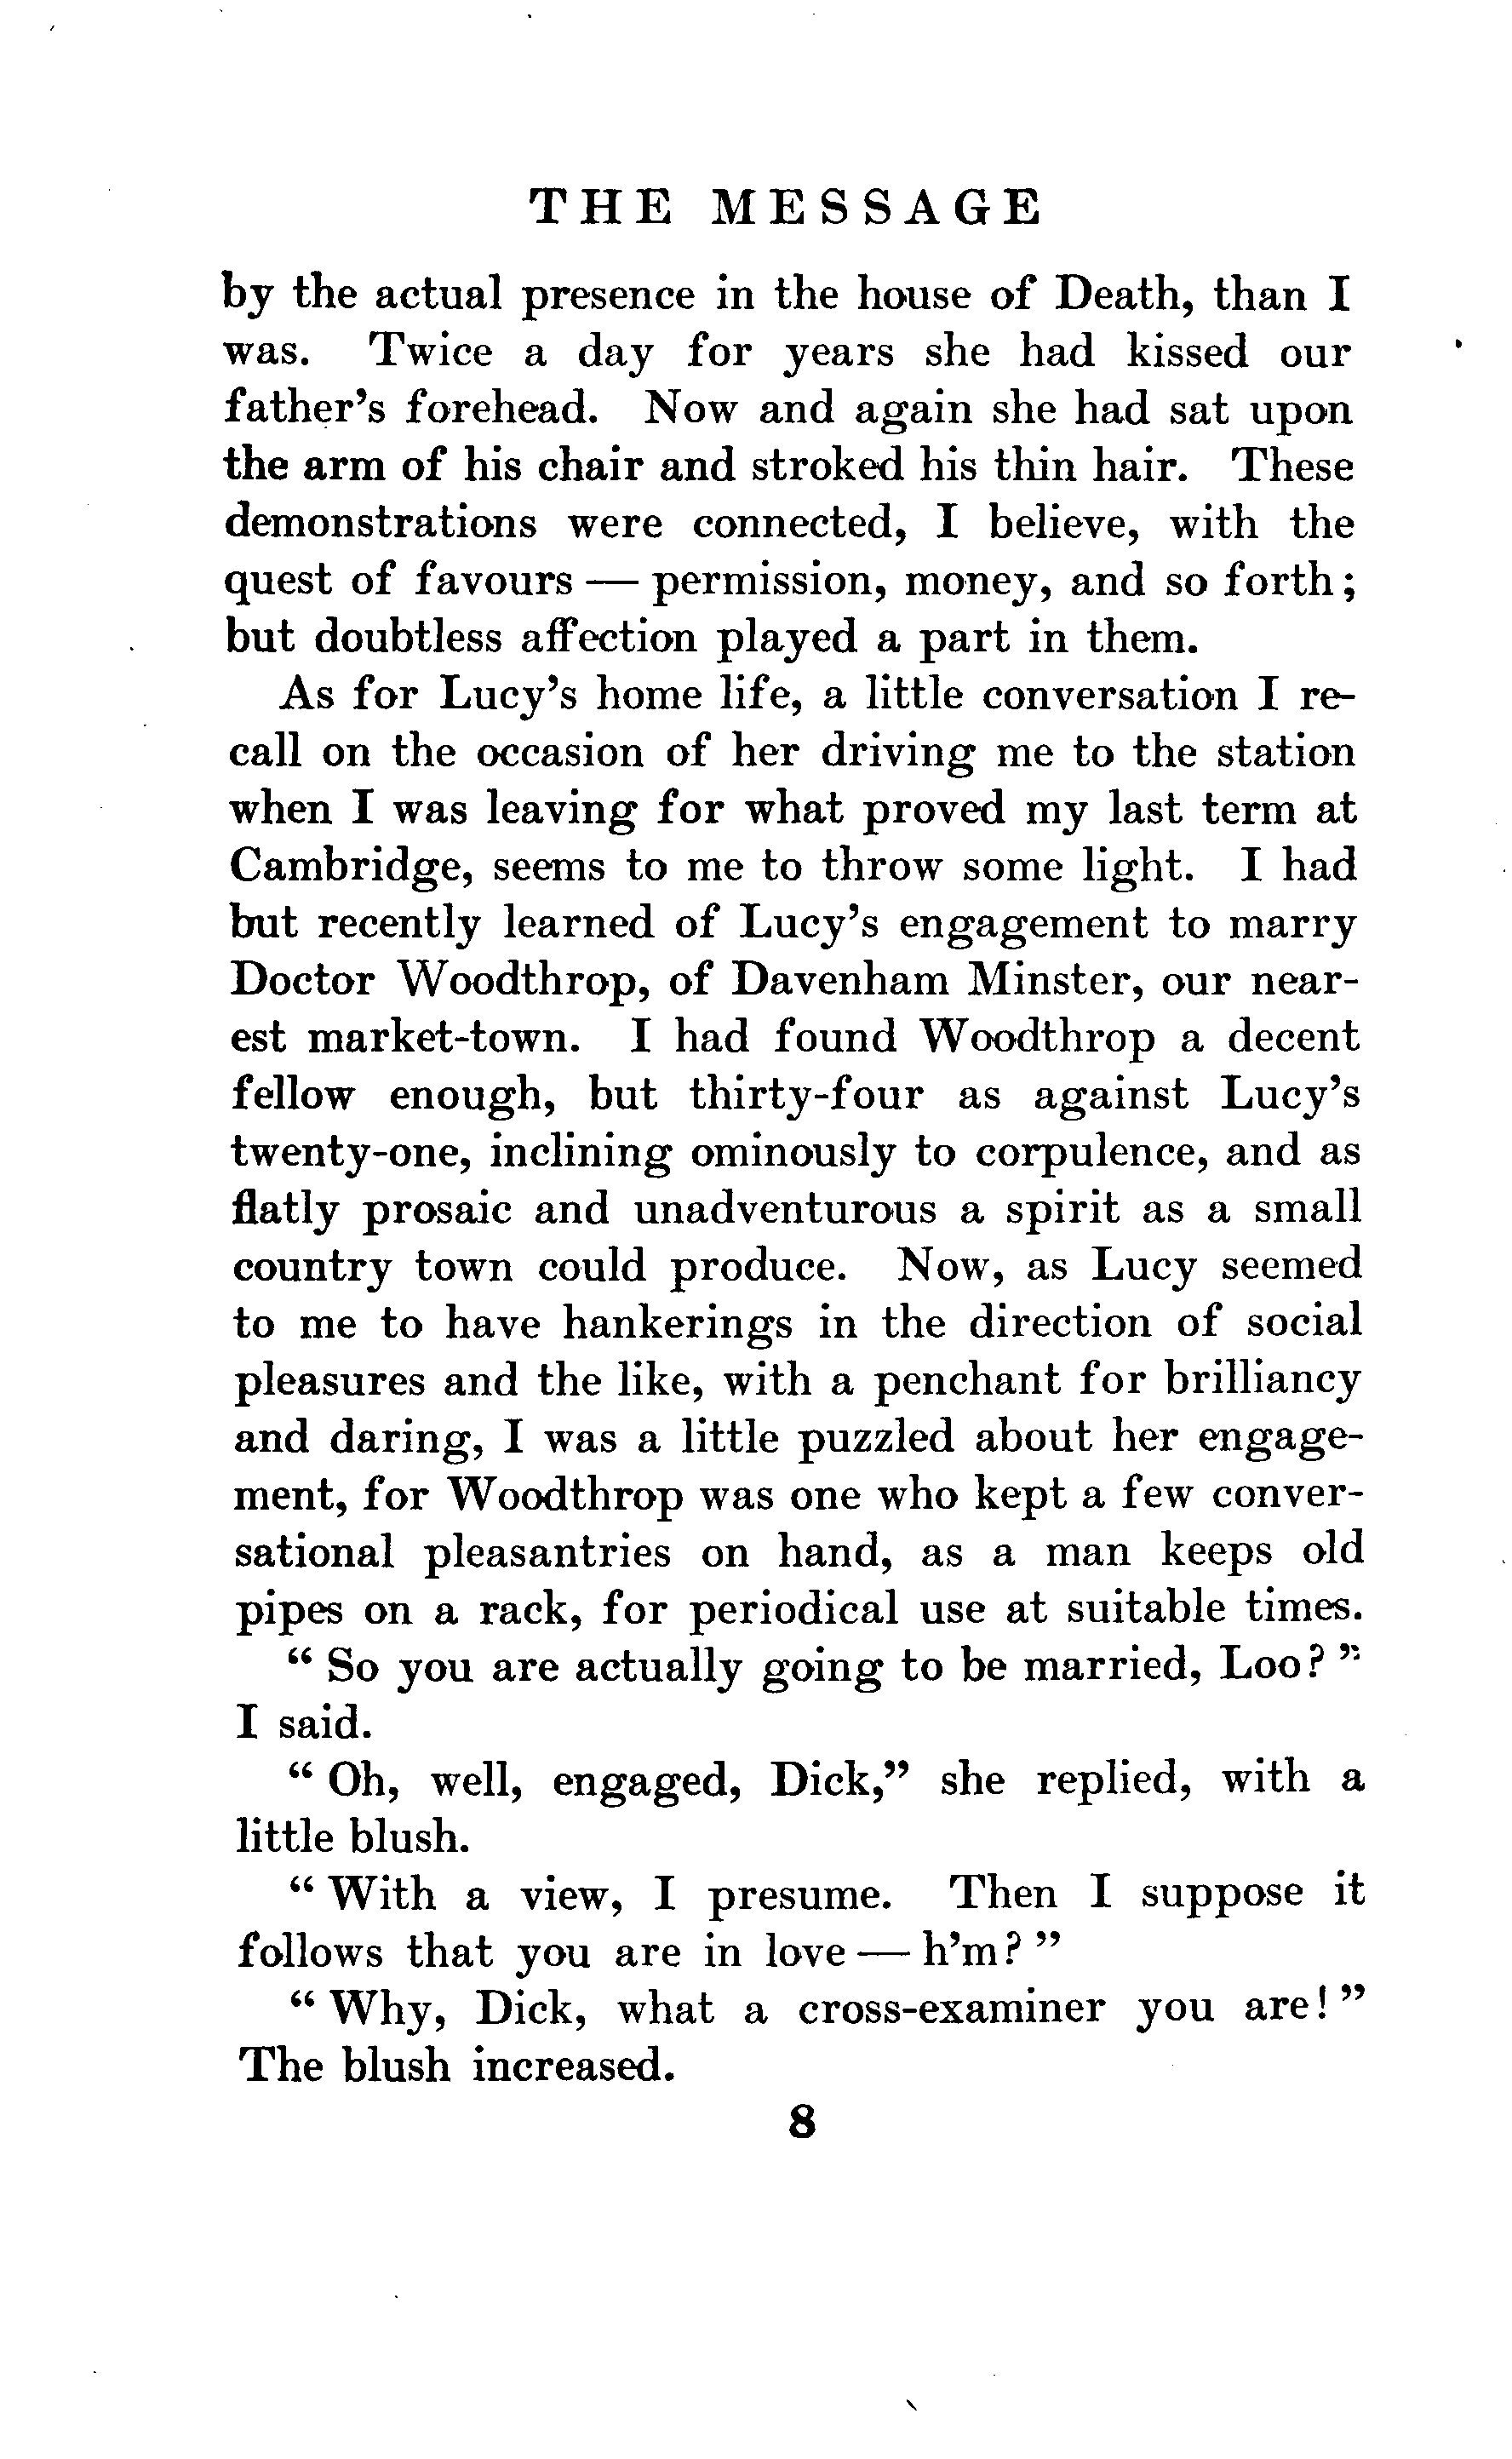 THE MESSAGE
by the actual presence in the house of Death, than I
was. Twice a day for years she had kissed our
father's forehead. Now and again she had sat upon
the arm of his chair and stroked his thin hair. These
demonstrations were connected, I believe, with the
quest of favours — permission, money, and so forth;
but doubtless affection played a part in them.
As for Lucy's home life, a little conversation I re-
call on the occasion of her driving me to the station
when I was leaving for what proved my last term at
Cambridge, seems to me to throw some light. I had
but recently learned of Lucy's engagement to marry
Doctor Woodthrop, of Davenham Minster, our near-
est market-town. I had found Woodthrop a decent
fellow enough, but thirty-four as against Lucy's
twenty-one, inclining ominously to corpulence, and as
flatly prosaic and unadventurous a spirit as a small
country town could produce. Now, as Lucy seemed
to me to have hankerings in the direction of social
pleasures and the like, with a penchant for brilliancy
and daring, I was a little puzzled about her engage-
ment, for Woodthrop was one who kept a few conver-
sational pleasantries on hand, as a man keeps old
pipes on a rack, for periodical use at suitable times.
" So you are actually going to be married, Loo? "
I said.
" Oh, well, engaged, Dick," she replied, with a
little blush.
" With a view, I presume. Then I suppose it
follows that you are in love — h'm? "
" Why, Dick, what a cross-examiner you are! "
The blush increased.
8